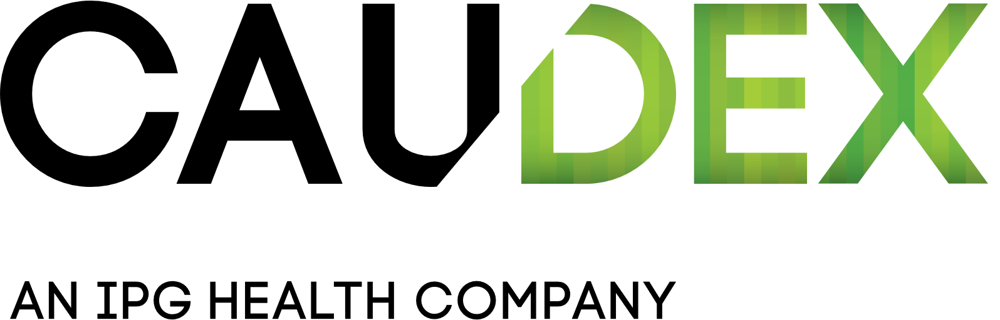 CAUDEX
AN IPG HEALTH COMPANY